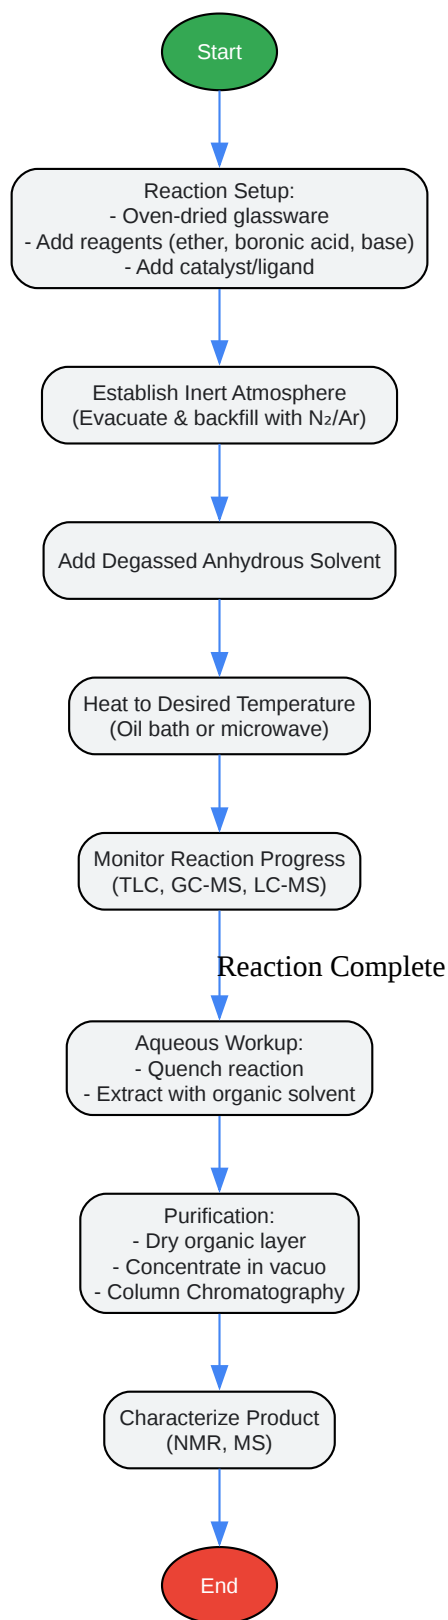 Start
Reaction Setup:
- Oven-dried glassware
- Add reagents (ether, boronic acid, base)
- Add catalyst/ligand
Establish Inert Atmosphere
(Evacuate & backfill with N₂/Ar)
Add Degassed Anhydrous Solvent
Heat to Desired Temperature
(Oil bath or microwave)
Monitor Reaction Progress
(TLC, GC-MS, LC-MS)
Reaction Complete
Aqueous Workup:
- Quench reaction
- Extract with organic solvent
Purification:
- Dry organic layer
- Concentrate in vacuo
- Column Chromatography
Characterize Product
(NMR, MS)
End